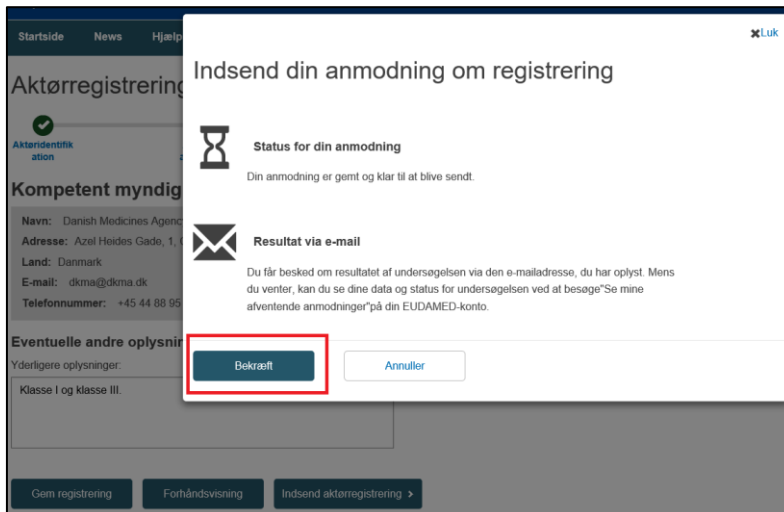 Startside News Hjælp
Luk
Aktørregistrering
Indsend din anmodning om registrering
Aktøridentifik
ation
Status for din anmodning
Din anmodning er gemt og klar til at blive sendt.
Kompetent myndig
Navn: Danish Medicines Agenc
Adresse: Azel Heides Gade, 1,
Land: Danmark
E-mail: dkma@dkma.dk
Telefonnummer: +45 44 88 95
Resultat via e-mail
Du får besked om resultatet af undersøgelsen via den e-mailadresse, du har oplyst. Mens
du venter, kan du se dine data og status for undersøgelsen ved at besøge"Se mine
afventende anmodninger"på din EUDAMED-konto.
Eventuelle andre oplysnin
Yderligere oplysninger:
Klasse I og klasse III.
Bekræft
Annuller
Gem registrering
Forhåndsvisning
Indsend aktørregistrering